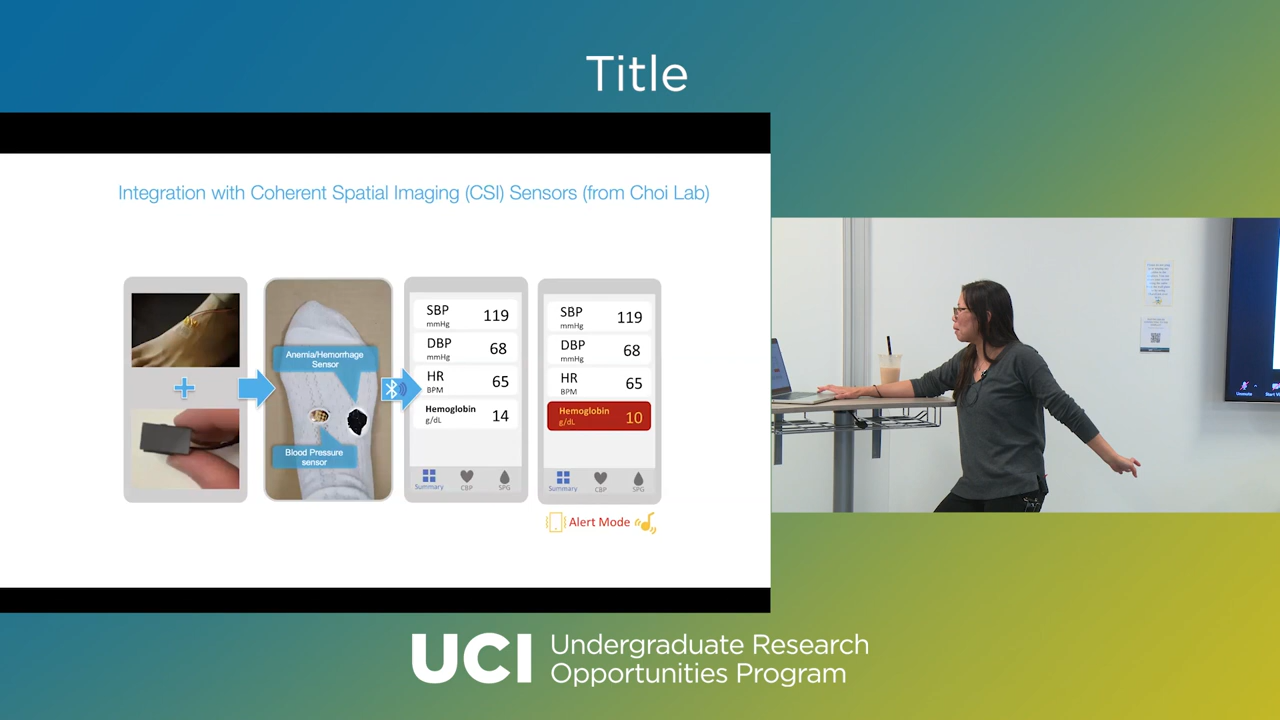 Title
Integration with Coherent Spatial Imaging (CSI) Sensors (from Choi Lab)
Anemia/Hemorrhage
Sensor
Blood Pressure
sensor
SBP
mmHg
119
DBP
mmHg
68
HR
BPM
65
Hemoglobin
g/dL
14
Summary
CBP
SPG
SBP
mmHg
119
DBP
mmHg
68
HR
BPM
65
Hemoglobin
g/dL
10
Summary
CBP
SPG
Alert Mode
UCI Undergraduate Research
Opportunities Program